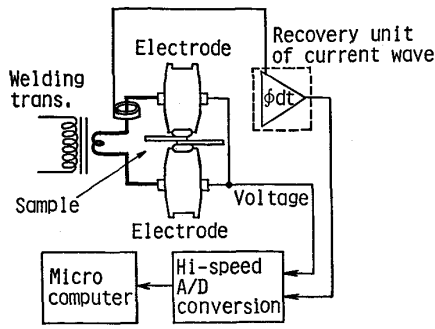 Recovery unit
of current wave
Electrode
∮dt
Welding
trans.
Sample
Voltage
Electrode
Hi-speed
A/D
conversion
Micro
computer